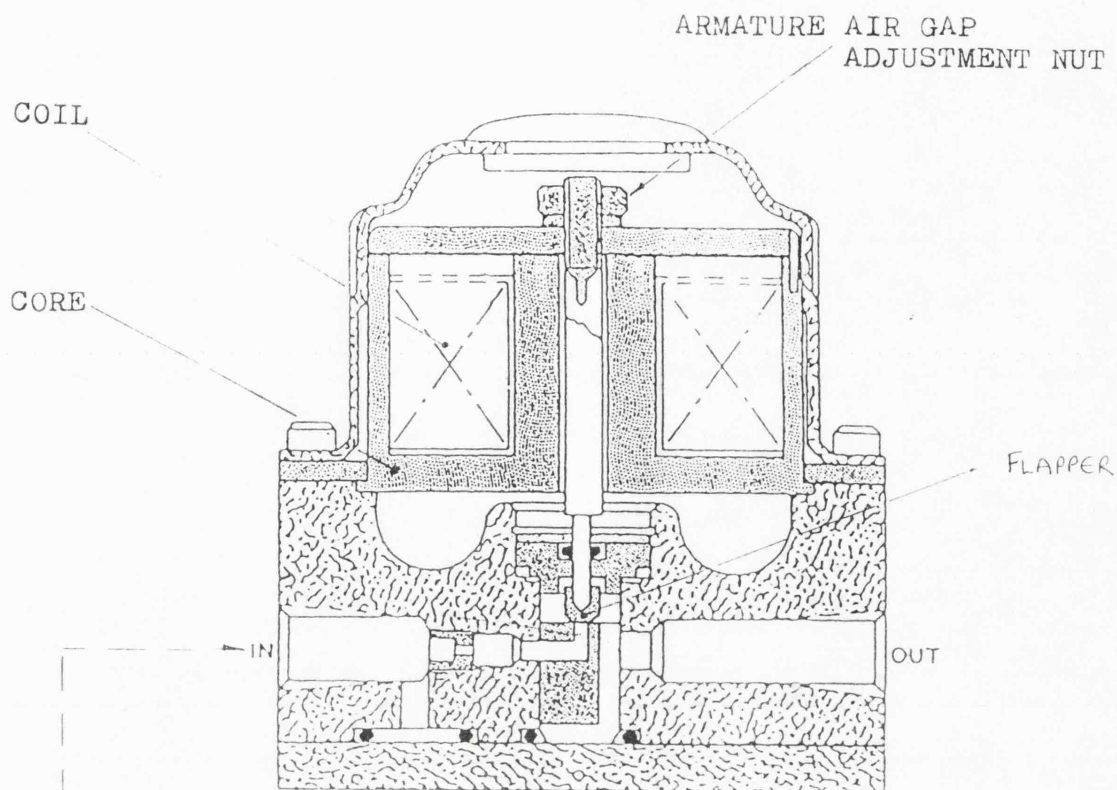 ARMATURE AIR GAP
ADJUSTMENT NUT
COIL
CORE
FLAPPER
IN
OUT